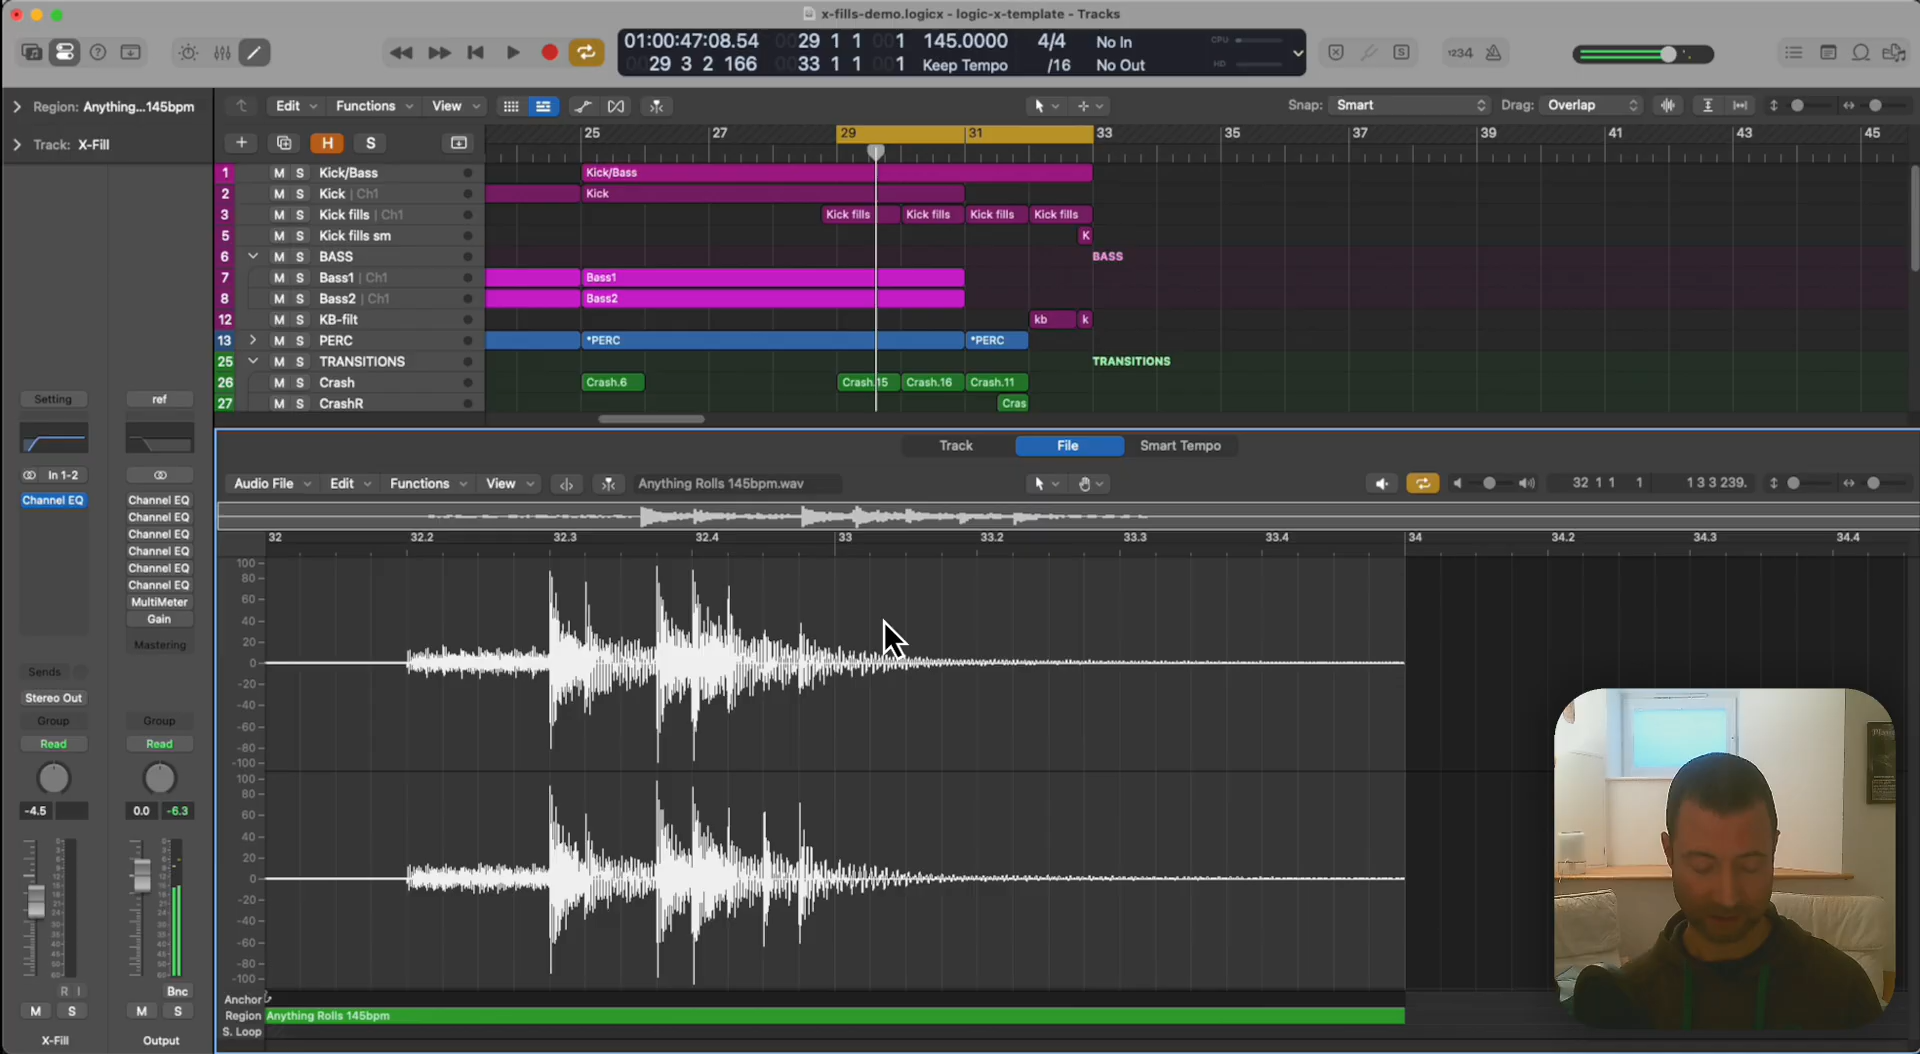 x-fills-demo.logicx - logic-x-template - Tracks
01:00:47:08.54 0029 1 1 001 145.0000 4/4 No In
0029 3 2 166 0033 1 1 001 Keep Tempo /16 No Out
CPU
HD
1234
Region: Anything...145bpm
Edit Functions View
Snap: Smart Drag: Overlap
Track: X-Fill
H S
25 27 29 31 33 35 37 39 41 43 45
1 M S Kick/Bass Kick/Bass
2 M S Kick | Ch1 Kick
3 M S Kick fills | Ch1 Kick fills Kick fills Kick fills Kick fills
5 M S Kick fills sm K
6 M S BASS BASS
7 M S Bass1 | Ch1 Bass1
8 M S Bass2 | Ch1 Bass2
12 M S KB-filt kb k
13 M S PERC *PERC *PERC
25 M S TRANSITIONS TRANSITIONS
26 M S Crash Crash.6 Crash.15 Crash.16 Crash.11
27 M S CrashR Cras
Setting ref
In 1-2
Channel EQ Channel EQ
Channel EQ
Channel EQ
Channel EQ
Channel EQ
Channel EQ
MultiMeter
Gain
Mastering
Sends
Stereo Out
Group Group
Read Read
-4.5 0.0 -6.3
R I Bnc
M S M S
X-Fill Output
Track File Smart Tempo
Audio File Edit Functions View Anything Rolls 145bpm.wav 32 1 1 1 1 3 3 239.
32 32.2 32.3 32.4 33 33.2 33.3 33.4 34 34.2 34.3 34.4
100
80
60
40
20
0
-20
-40
-60
-80
-100
100
80
60
40
20
0
-20
-40
-60
-80
-100
Anchor
Region Anything Rolls 145bpm
S. Loop